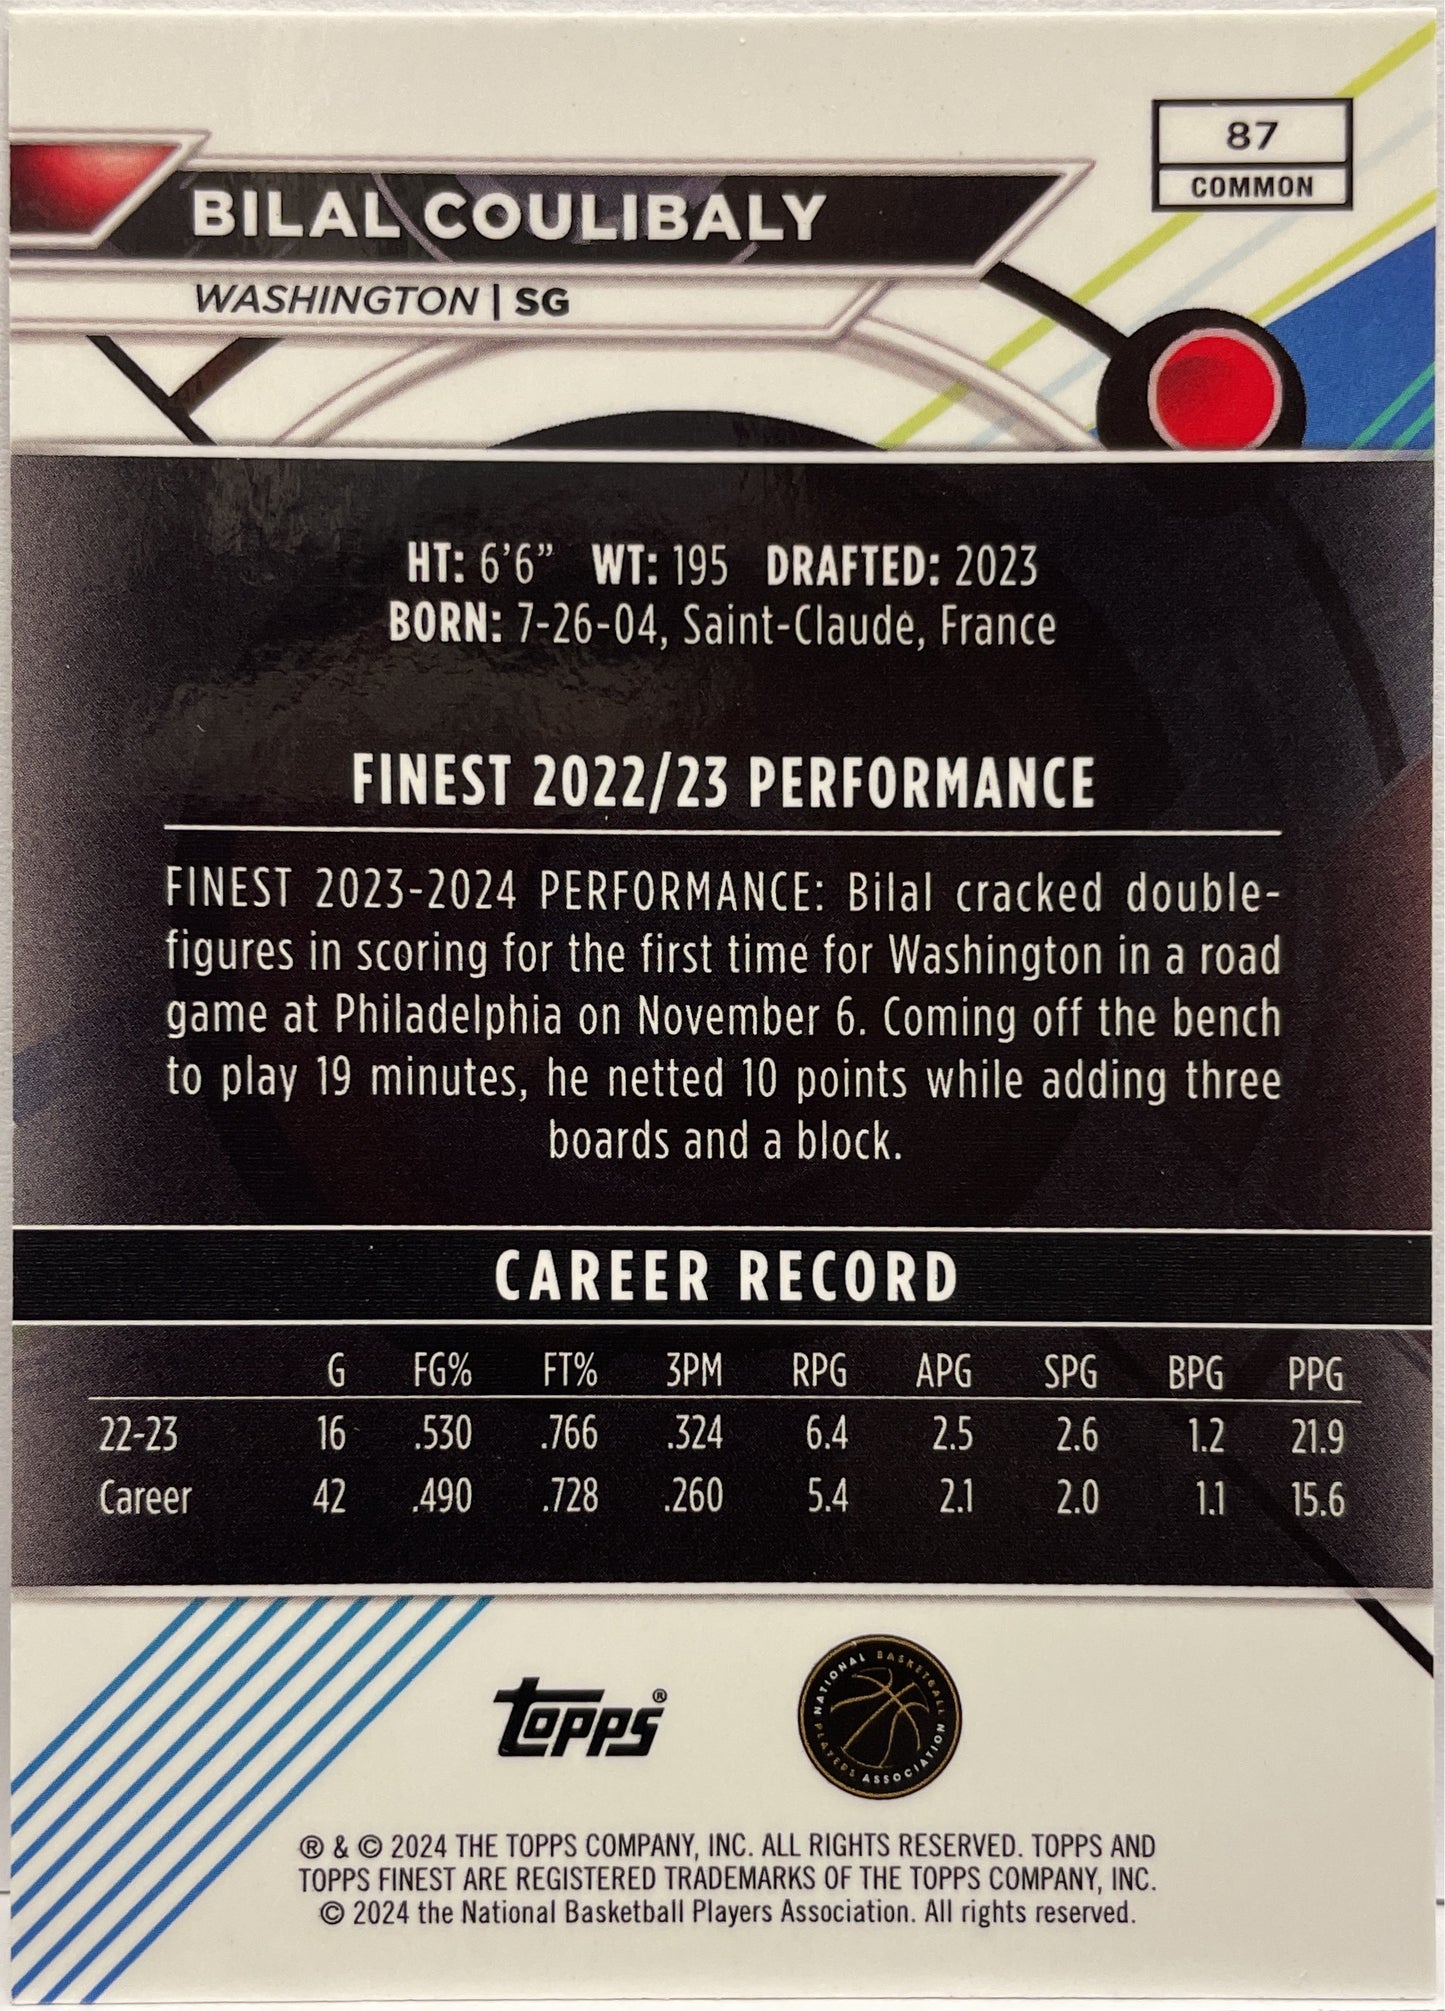 87
COMMON
BILAL COULIBALY
WASHINGTON | SG
HT: 6'6” WT: 195 DRAFTED: 2023
BORN: 7-26-04, Saint-Claude, France
FINEST 2022/23 PERFORMANCE
FINEST 2023-2024 PERFORMANCE: Bilal cracked double-
figures in scoring for the first time for Washington in a road
game at Philadelphia on November 6. Coming off the bench
to play 19 minutes, he netted 10 points while adding three
boards and a block.
CAREER RECORD
G FG% FT% 3PM RPG APG SPG BPG PPG
22-23 16 .530 .766 .324 6.4 2.5 2.6 1.2 21.9
Career 42 .490 .728 .260 5.4 2.1 2.0 1.1 15.6
topps®
NATIONAL BASKETBALL PLAYERS ASSOCIATION
® & © 2024 THE TOPPS COMPANY, INC. ALL RIGHTS RESERVED. TOPPS AND
TOPPS FINEST ARE REGISTERED TRADEMARKS OF THE TOPPS COMPANY, INC.
© 2024 the National Basketball Players Association. All rights reserved.